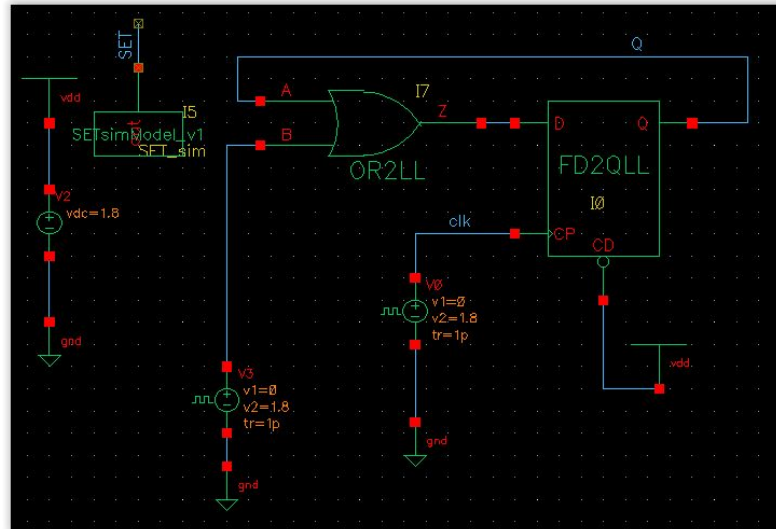 SET
Q
vdd
I5
SETsimModel_v1
SET_sim
out
A
I7
Z
B
OR2LL
D
Q
FD2QLL
I0
CP
CD
clk
V2
vdc=1.8
gnd
V0
v1=0
v2=1.8
tr=1p
gnd
vdd
V3
v1=0
v2=1.8
tr=1p
gnd